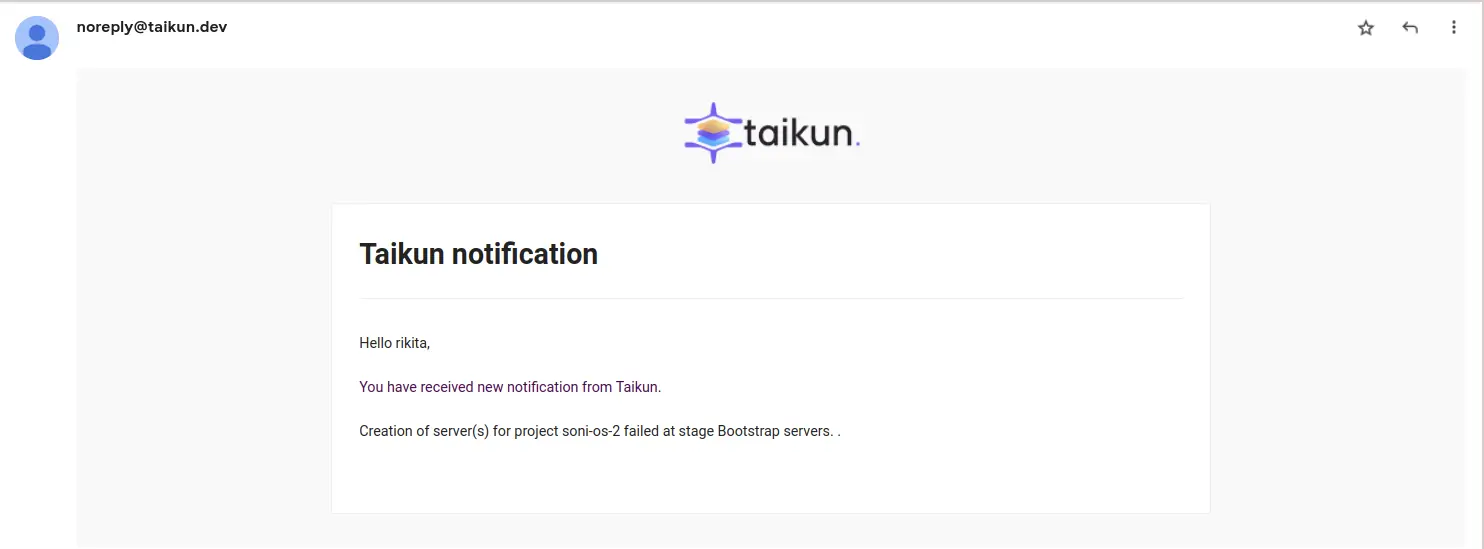 noreply@taikun.dev
taikun.
Taikun notification
Hello rikita,
You have received new notification from Taikun.
Creation of server(s) for project soni-os-2 failed at stage Bootstrap servers. .